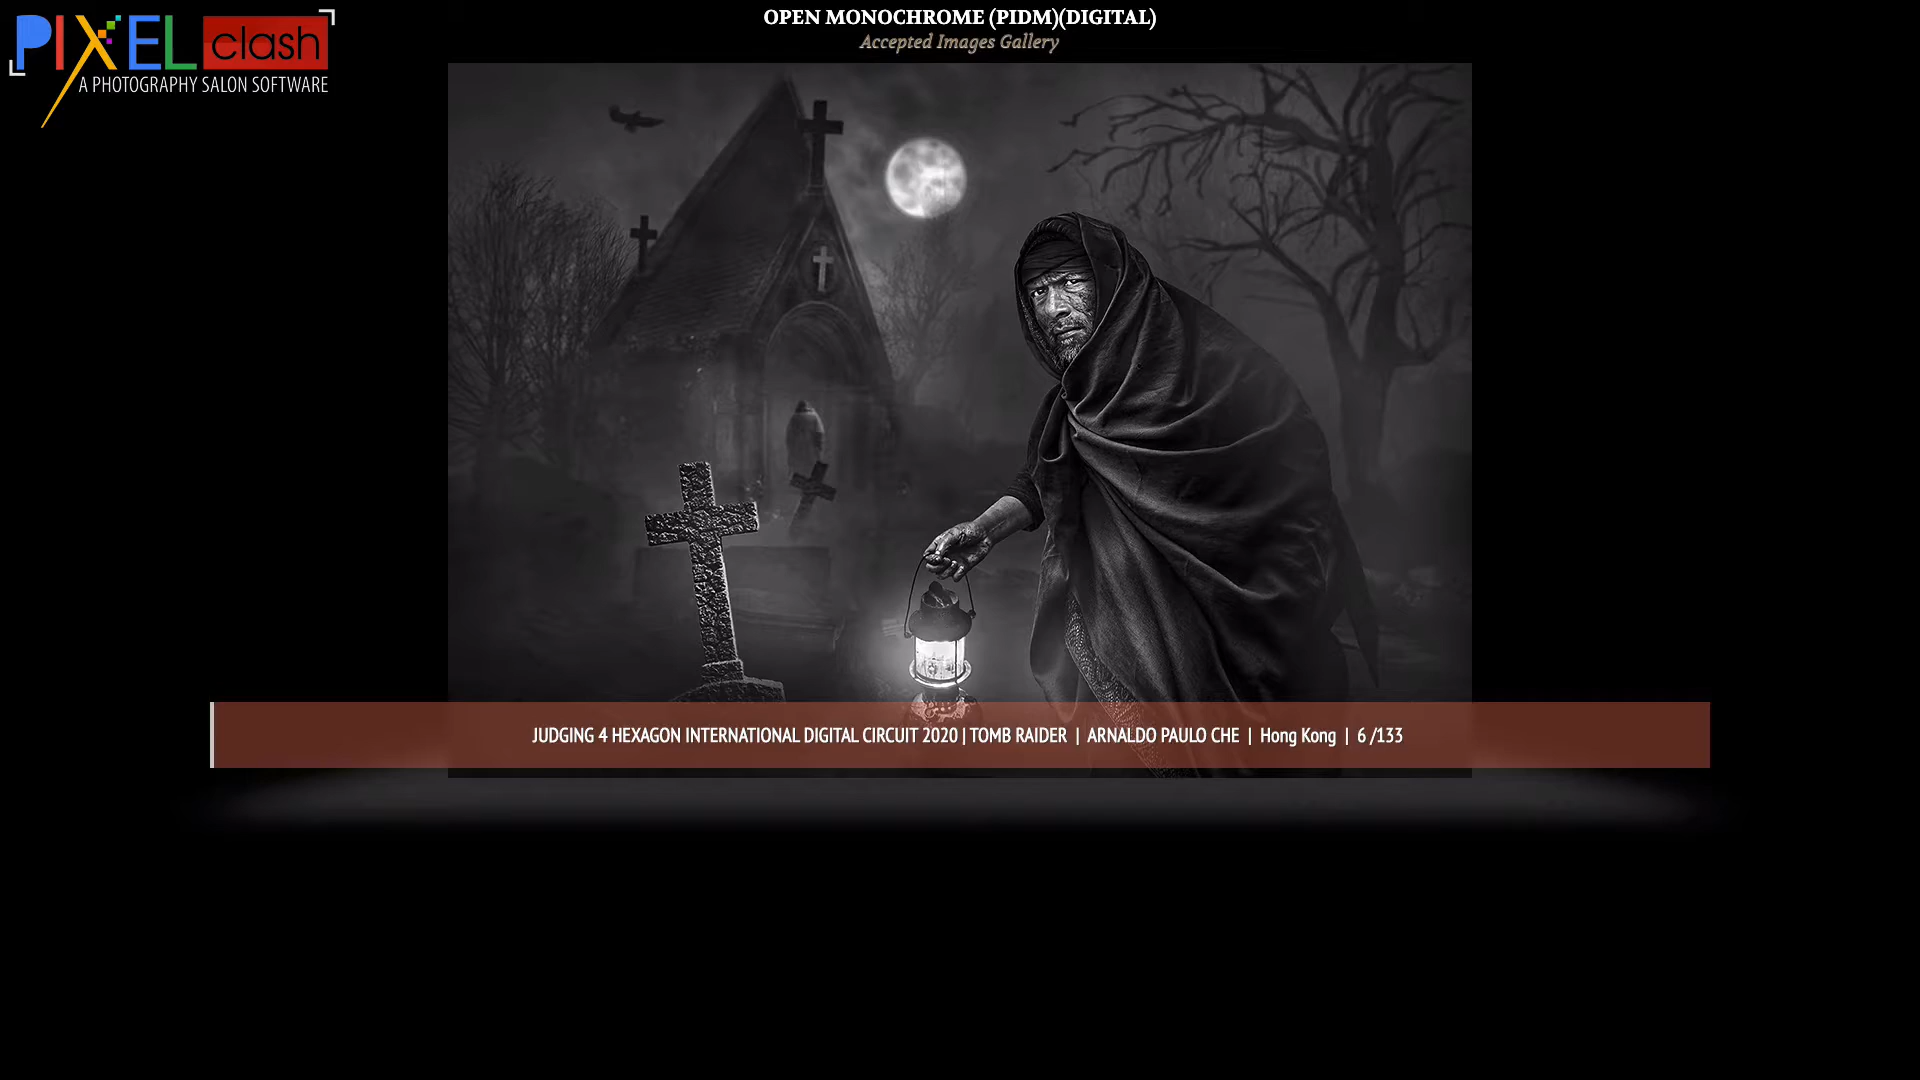 PIXEL clash
A PHOTOGRAPHY SALON SOFTWARE
OPEN MONOCHROME (PIDM)(DIGITAL)
Accepted Images Gallery
JUDGING 4 HEXAGON INTERNATIONAL DIGITAL CIRCUIT 2020 | TOMB RAIDER | ARNALDO PAULO CHE | Hong Kong | 6 /133